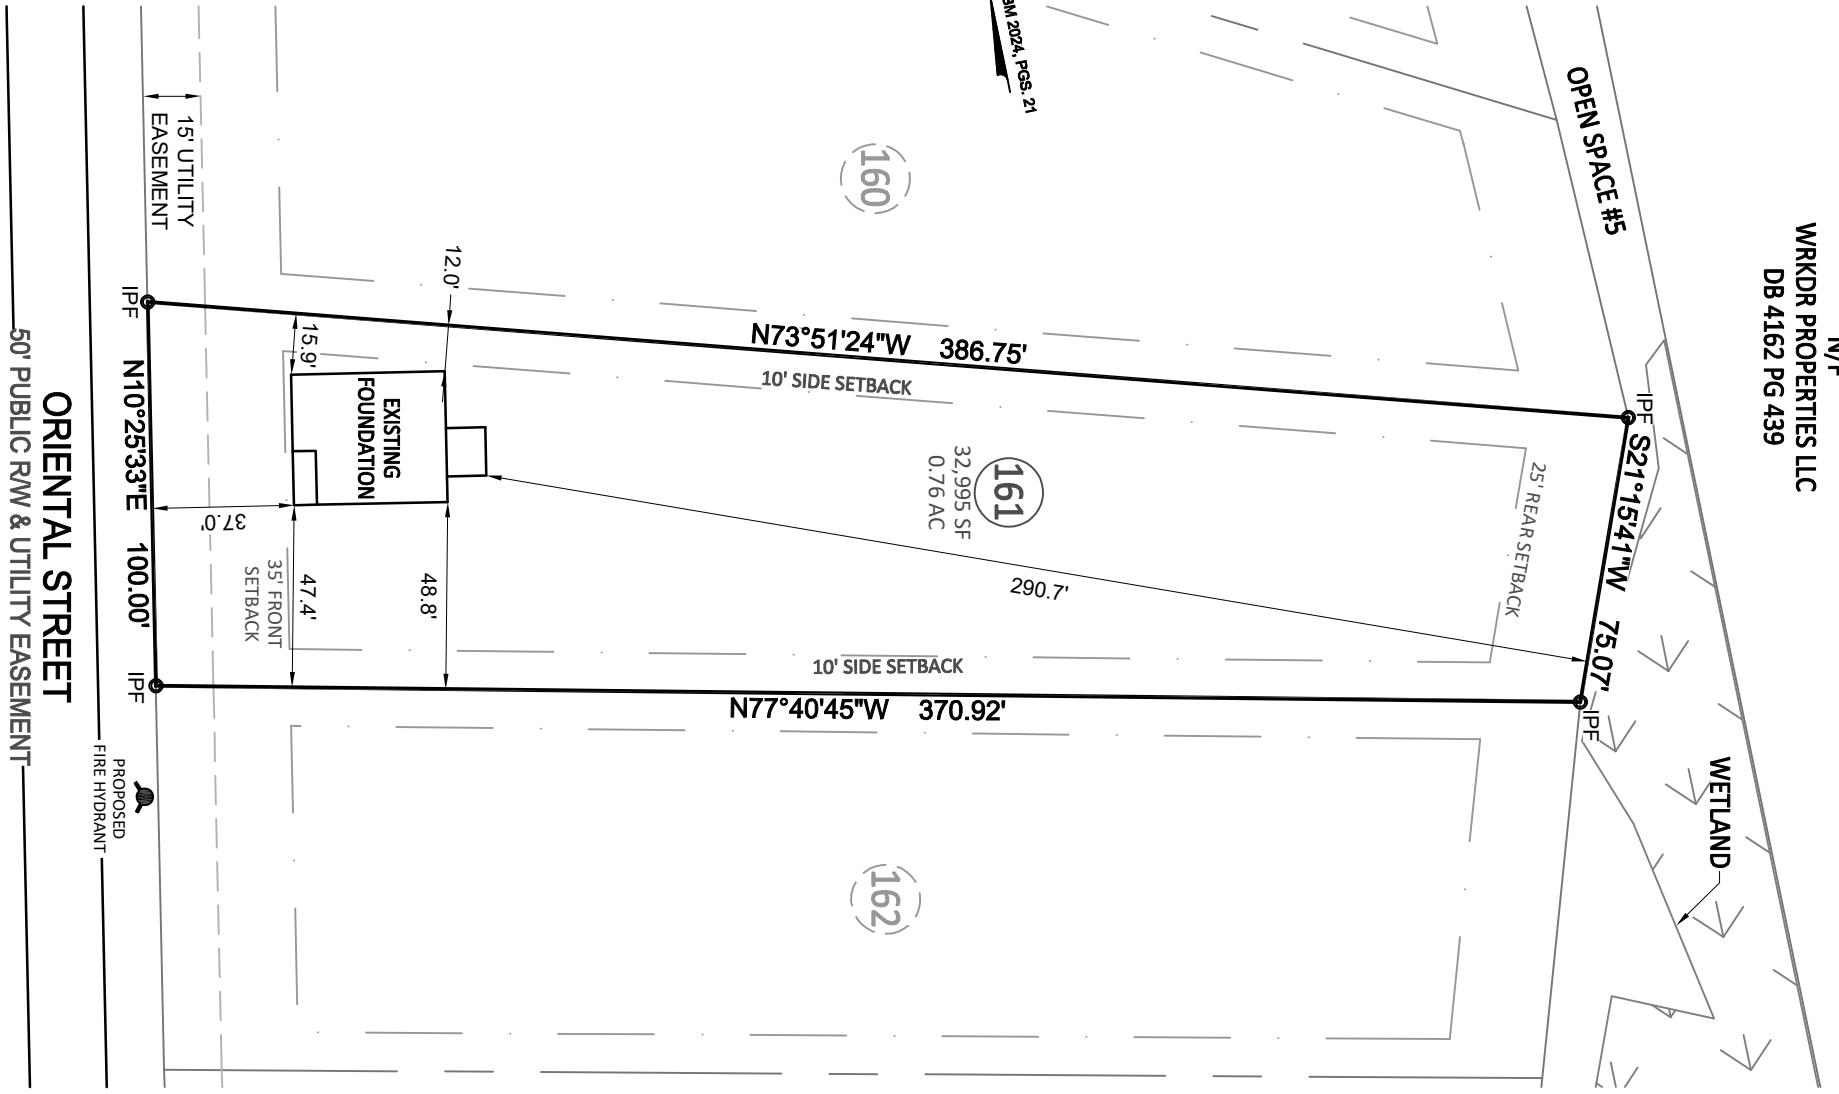 N/F
WRKDR PROPERTIES LLC
DB 4162 PG 439
OPEN SPACE #5
BM 2024, PGS. 21
160
15' UTILITY
EASEMENT
12.0'
15.9'
IPF
N73°51'24"W 386.75'
10' SIDE SETBACK
IPF
S21°15'41"W 75.07'
25' REAR SETBACK
161
32,995 SF
0.76 AC
EXISTING
FOUNDATION
N10°25'33"E 100.00'
37.0'
290.7'
48.8'
47.4'
35' FRONT
SETBACK
10' SIDE SETBACK
N77°40'45"W 370.92'
IPF
IPF
WETLAND
162
PROPOSED
FIRE HYDRANT
ORIENTAL STREET
50' PUBLIC R/W & UTILITY EASEMENT